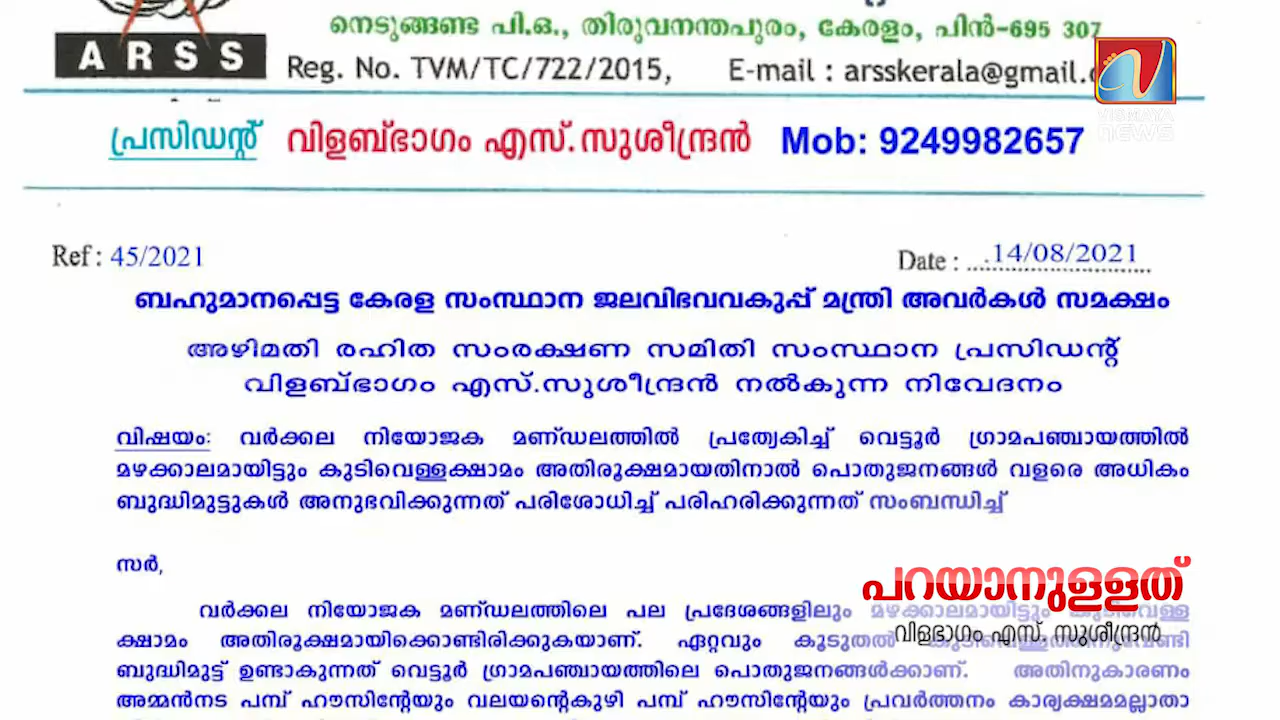 നെടുങ്ങണ്ട പി.ഒ., തിരുവനന്തപുരം, കേരളം, പിൻ-695 307
ARSS
Reg. No. TVM/TC/722/2015, E-mail : arsskerala@gmail.c
VISMAYA NEWS
പ്രസിഡന്റ് വിളബ്ഭാഗം എസ്.സുശീന്ദ്രൻ Mob: 9249982657
Ref : 45/2021 Date : 14/08/2021
ബഹുമാനപ്പെട്ട കേരള സംസ്ഥാന ജലവിഭവവകുപ്പ് മന്ത്രി അവർകൾ സമക്ഷം
അഴിമതി രഹിത സംരക്ഷണ സമിതി സംസ്ഥാന പ്രസിഡന്റ്
വിളബ്ഭാഗം എസ്.സുശീന്ദ്രൻ നൽകുന്ന നിവേദനം
വിഷയം: വർക്കല നിയോജക മണ്ഡലത്തിൽ പ്രത്യേകിച്ച് വെട്ടൂർ ഗ്രാമപഞ്ചായത്തിൽ
മഴക്കാലമായിട്ടും കുടിവെള്ളക്ഷാമം അതിരൂക്ഷമായതിനാൽ പൊതുജനങ്ങൾ വളരെ അധികം
ബുദ്ധിമുട്ടുകൾ അനുഭവിക്കുന്നത് പരിശോധിച്ച് പരിഹരിക്കുന്നത് സംബന്ധിച്ച്
സർ,
വർക്കല നിയോജക മണ്ഡലത്തിലെ പല പ്രദേശങ്ങളിലും മഴക്കാലമായിട്ടും കുടിവെള്ള
ക്ഷാമം അതിരൂക്ഷമായിക്കൊണ്ടിരിക്കുകയാണ്. ഏറ്റവും കൂടുതൽ കുടിവെള്ളത്തിനുവേണ്ടി
ബുദ്ധിമുട്ട് ഉണ്ടാകുന്നത് വെട്ടൂർ ഗ്രാമപഞ്ചായത്തിലെ പൊതുജനങ്ങൾക്കാണ്. അതിനുകാരണം
അമ്മൻനട പമ്പ് ഹൗസിന്റേയും വലയന്റെകുഴി പമ്പ് ഹൗസിന്റേയും പ്രവർത്തനം കാര്യക്ഷമമല്ലാതാ
പറയാനുള്ളത്
വിളഭാഗം എസ്. സുശീന്ദ്രൻ